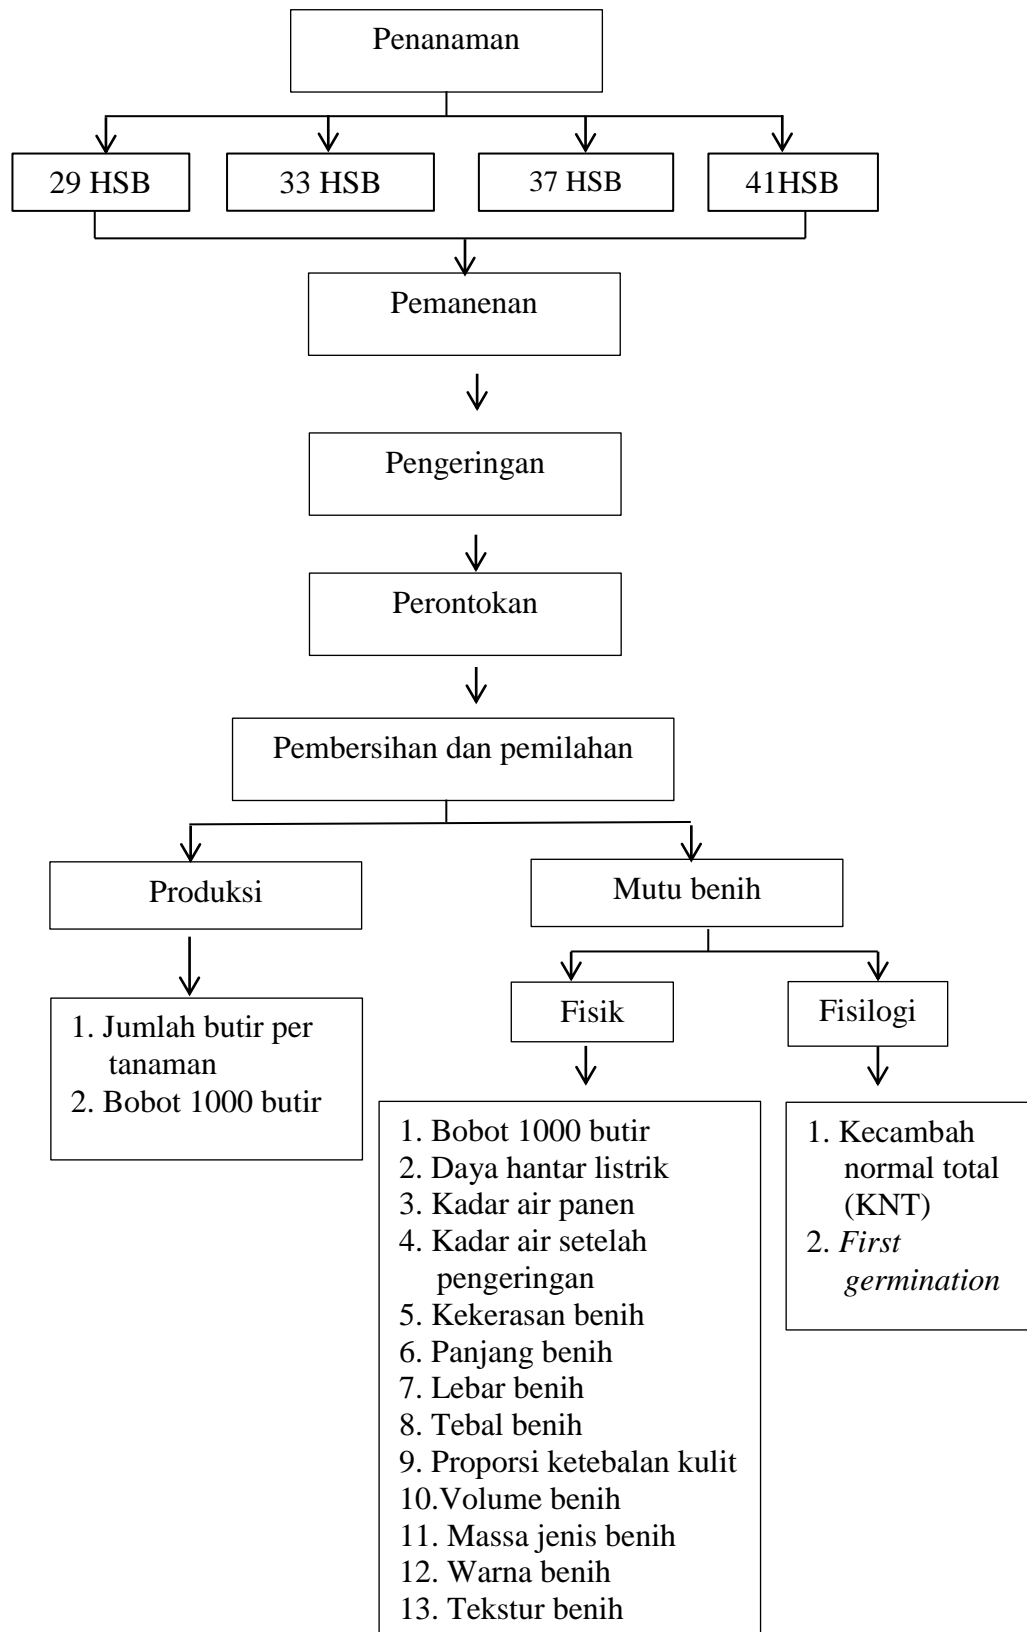 Penanaman
29 HSB
33 HSB
37 HSB
41HSB
Pemanenan
Pengeringan
Perontokan
Pembersihan dan pemilahan
Produksi
Mutu benih
Fisik
Fisilogi
1. Jumlah butir per
tanaman
2. Bobot 1000 butir
1. Bobot 1000 butir
2. Daya hantar listrik
3. Kadar air panen
4. Kadar air setelah
pengeringan
5. Kekerasan benih
6. Panjang benih
7. Lebar benih
8. Tebal benih
9. Proporsi ketebalan kulit
10.Volume benih
11. Massa jenis benih
12. Warna benih
13. Tekstur benih
1. Kecambah
normal total
(KNT)
2. First
germination